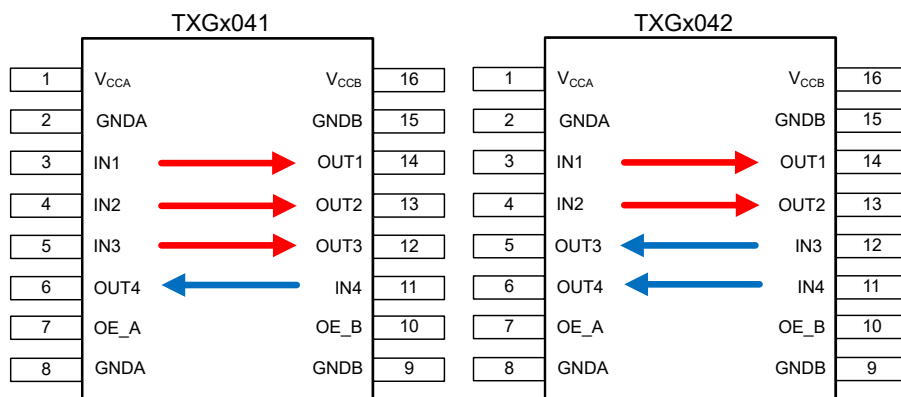 TXGx041
1 VCCA VCCB 16
2 GNDA GNDB 15
3 IN1 OUT1 14
4 IN2 OUT2 13
5 IN3 OUT3 12
6 OUT4 IN4 11
7 OE_A OE_B 10
8 GNDA GNDB 9
TXGx042
1 VCCA VCCB 16
2 GNDA GNDB 15
3 IN1 OUT1 14
4 IN2 OUT2 13
5 OUT3 IN3 12
6 OUT4 IN4 11
7 OE_A OE_B 10
8 GNDA GNDB 9